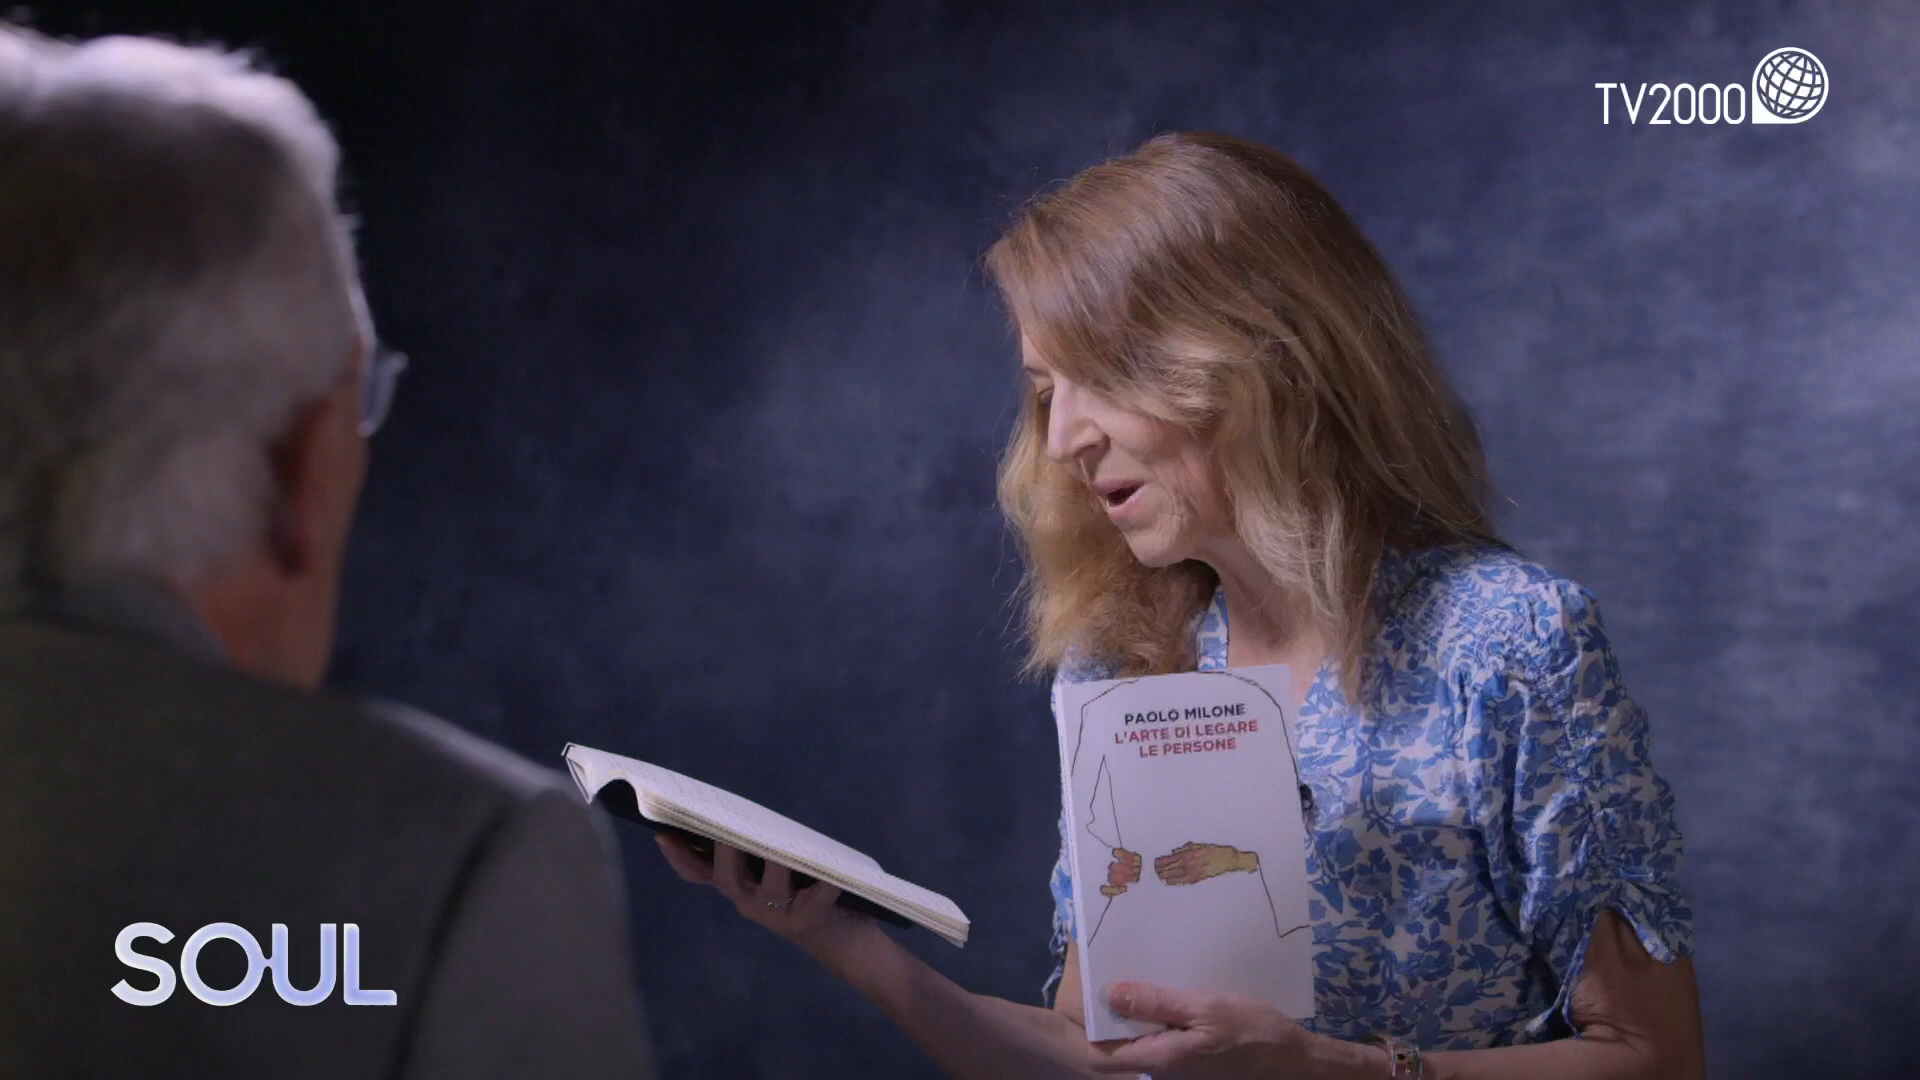 TV2000
PAOLO MILONE
L'ARTE DI LEGARE
LE PERSONE
SOUL